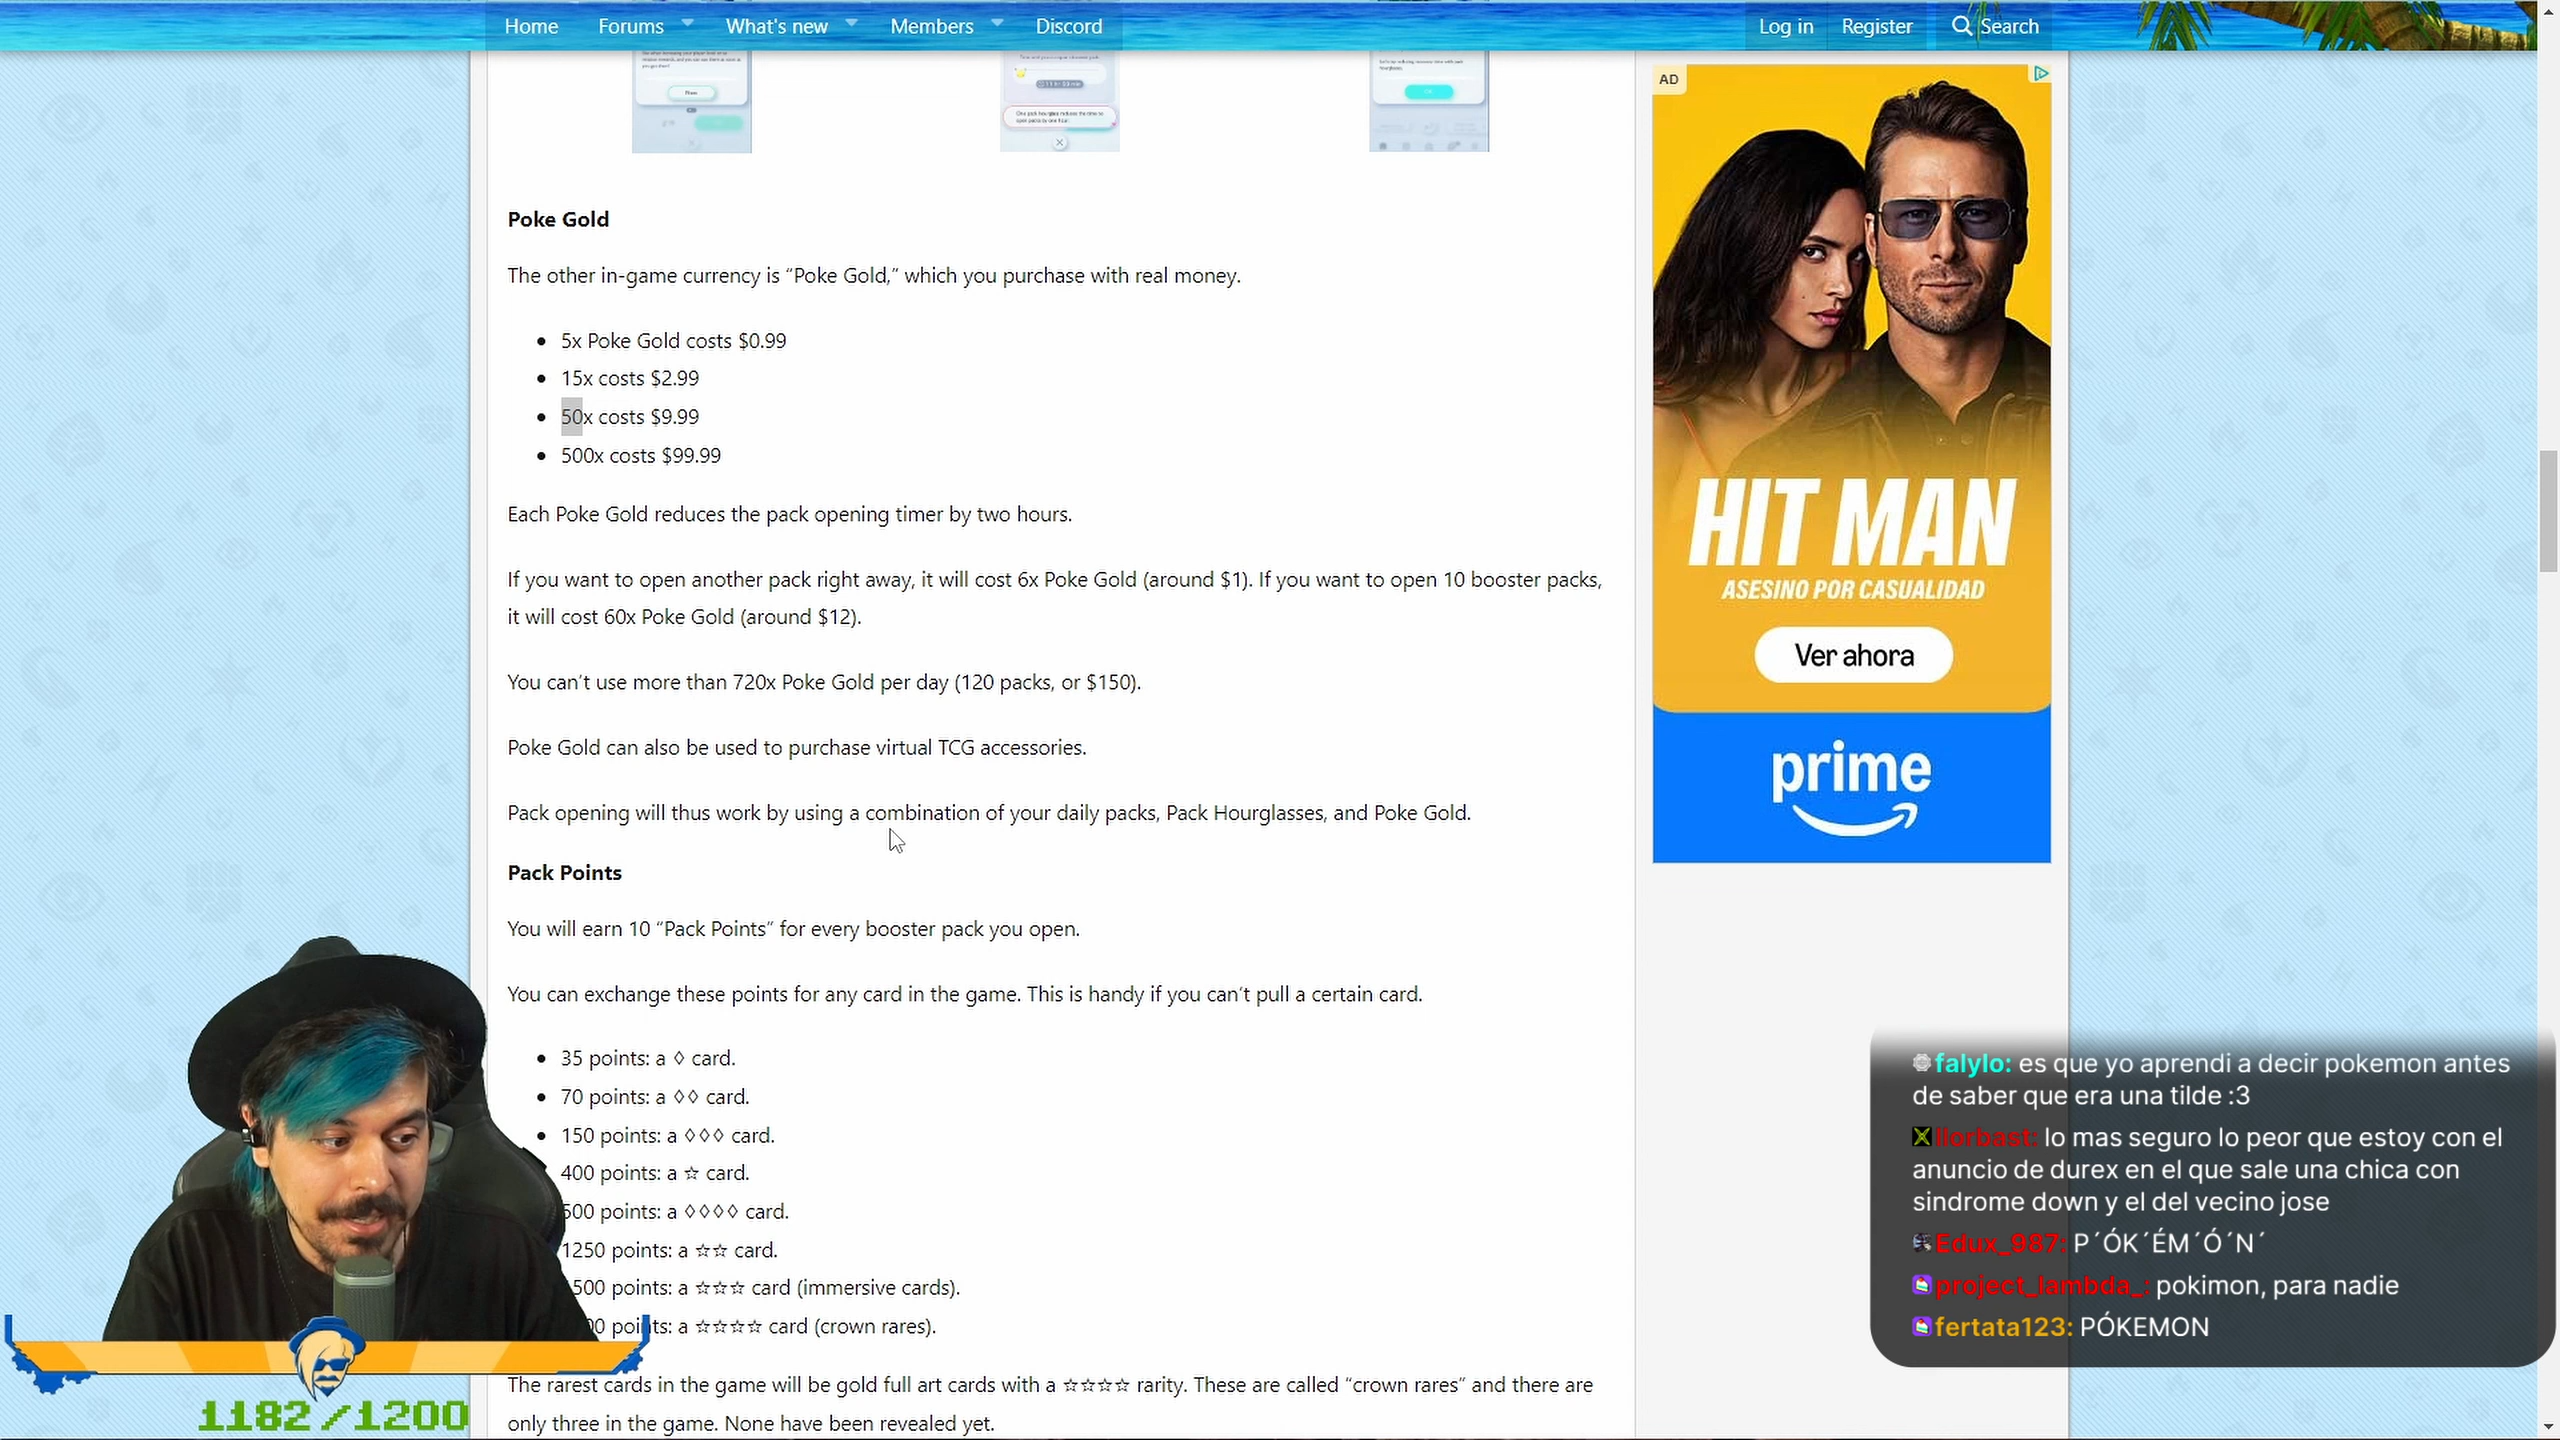 Home
Forums
What's new
Members
Discord
Log in
Register
Search
Poke Gold
The other in-game currency is “Poke Gold,” which you purchase with real money.
5x Poke Gold costs $0.99
15x costs $2.99
50x costs $9.99
500x costs $99.99
Each Poke Gold reduces the pack opening timer by two hours.
If you want to open another pack right away, it will cost 6x Poke Gold (around $1). If you want to open 10 booster packs,
it will cost 60x Poke Gold (around $12).
You can’t use more than 720x Poke Gold per day (120 packs, or $150).
Poke Gold can also be used to purchase virtual TCG accessories.
Pack opening will thus work by using a combination of your daily packs, Pack Hourglasses, and Poke Gold.
Pack Points
You will earn 10 “Pack Points” for every booster pack you open.
You can exchange these points for any card in the game. This is handy if you can’t pull a certain card.
35 points: a ◊ card.
70 points: a ◊◊ card.
150 points: a ◊◊◊ card.
400 points: a ☆ card.
500 points: a ◊◊◊◊ card.
1250 points: a ☆☆ card.
500 points: a ☆☆☆ card (immersive cards).
00 points: a ☆☆☆☆ card (crown rares).
The rarest cards in the game will be gold full art cards with a ☆☆☆☆ rarity. These are called “crown rares” and there are
only three in the game. None have been revealed yet.
AD
HIT MAN
ASESINO POR CASUALIDAD
Ver ahora
prime
falylo: es que yo aprendi a decir pokemon antes
de saber que era una tilde :3
llorbast: lo mas seguro lo peor que estoy con el
anuncio de durex en el que sale una chica con
sindrome down y el del vecino jose
Edux_987: P´ÓK´ÉM´Ó´N´
project_lambda_: pokimon, para nadie
fertata123: PÓKEMON
1182/1200